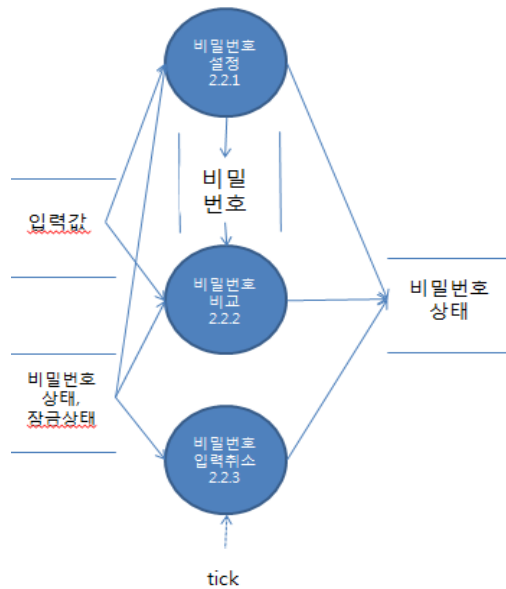 비밀번호
설정
2.2.1
비밀
번호
입력값
비밀번호
비교
2.2.2
비밀번호
상태
비밀번호
상태,
잠금상태
비밀번호
입력취소
2.2.3
tick